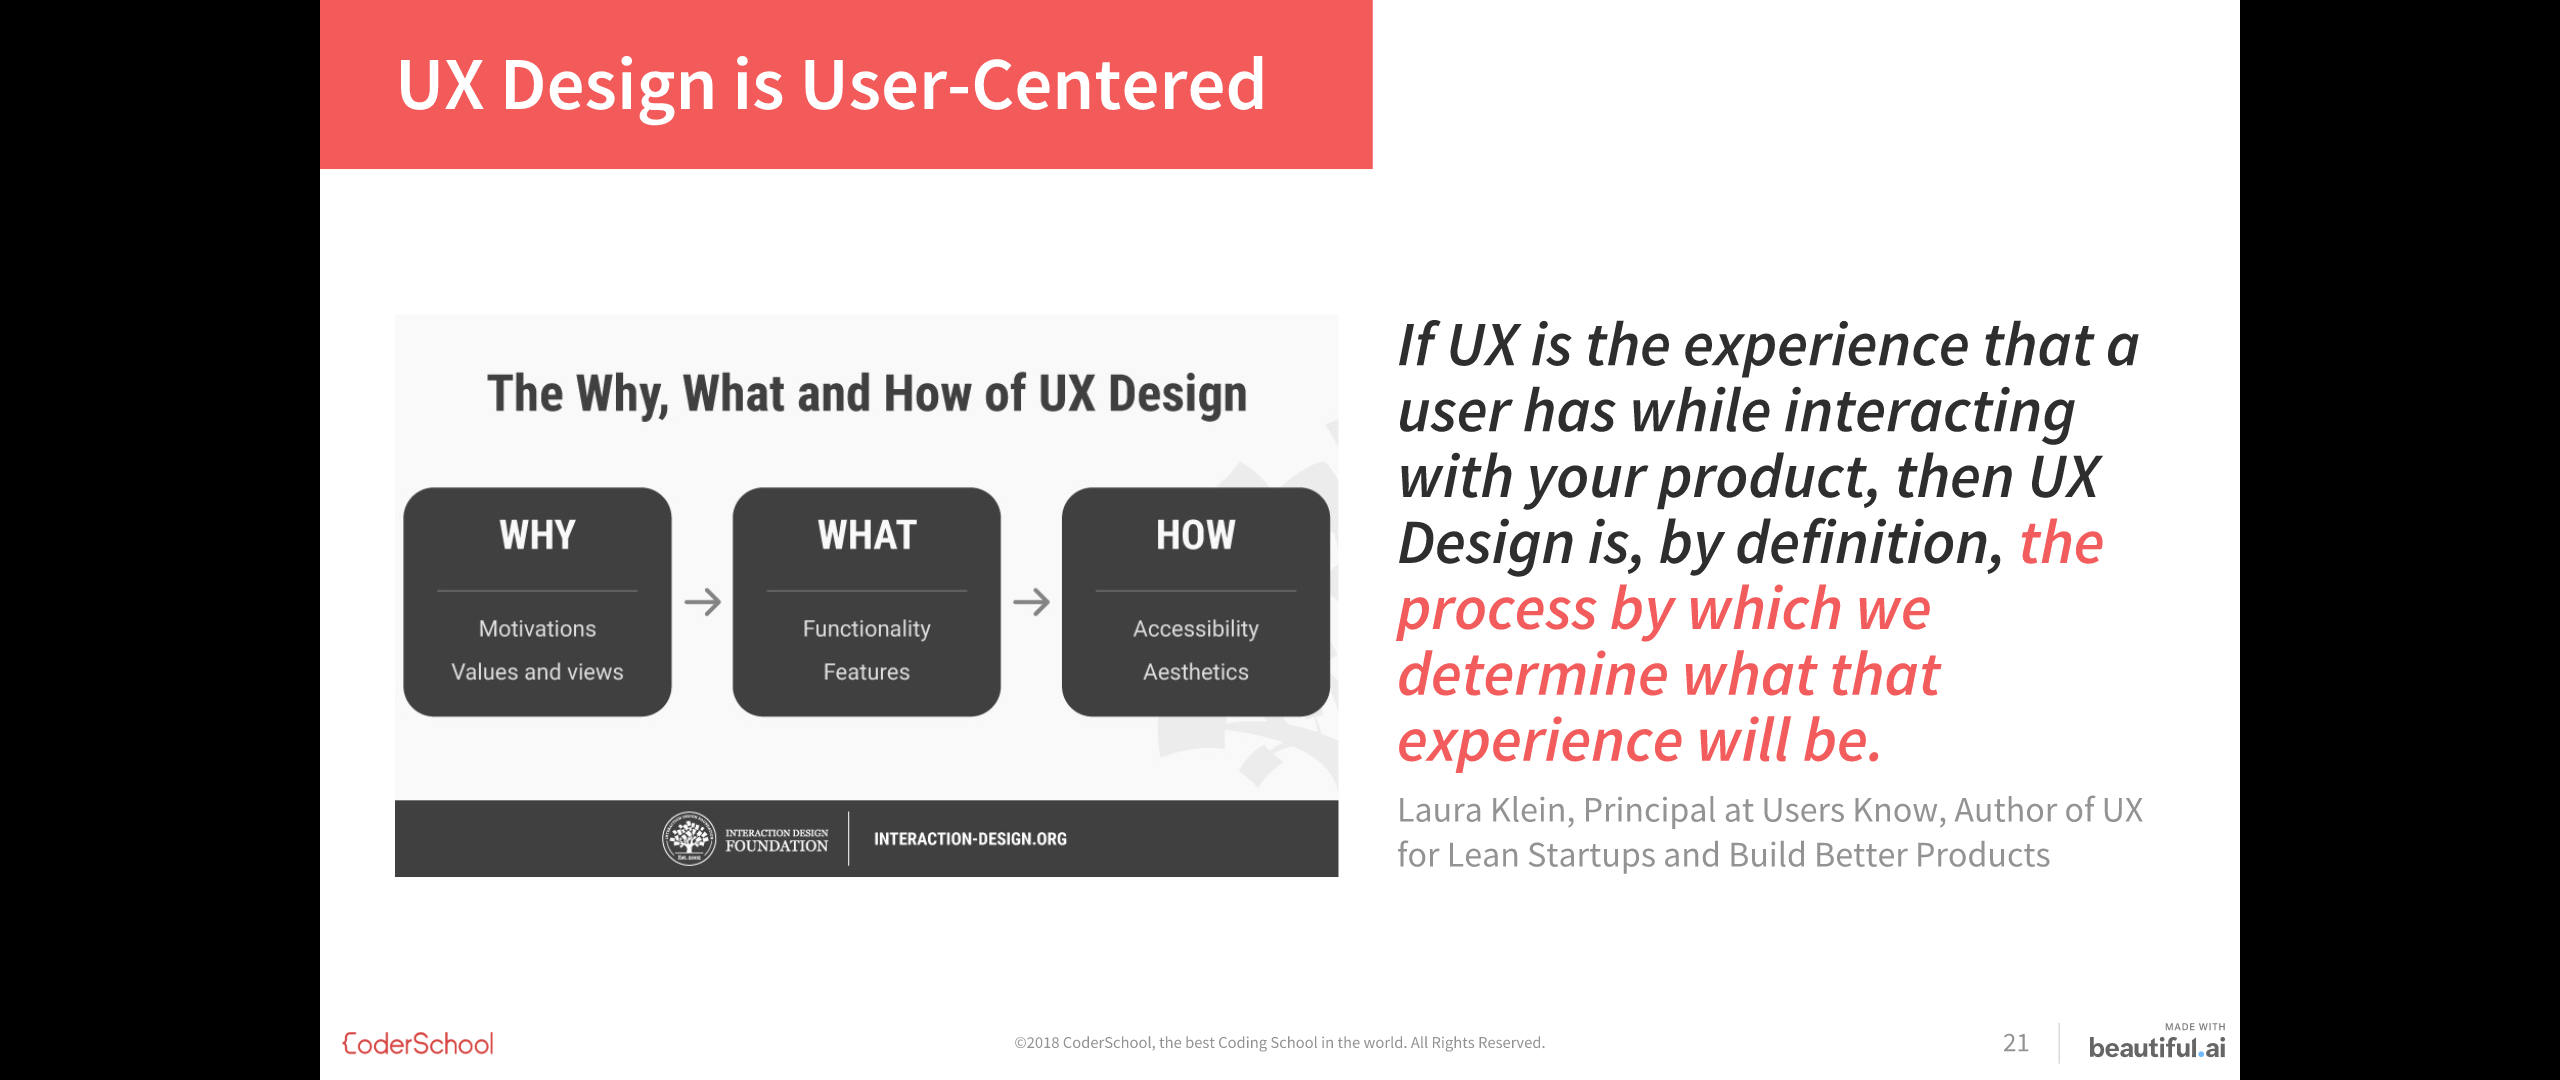 UX Design is User-Centered
The Why, What and How of UX Design
WHY
Motivations
Values and views
WHAT
Functionality
Features
HOW
Accessibility
Aesthetics
INTERACTION DESIGN
FOUNDATION
INTERACTION-DESIGN.ORG
If UX is the experience that a
user has while interacting
with your product, then UX
Design is, by definition, the
process by which we
determine what that
experience will be.
Laura Klein, Principal at Users Know, Author of UX
for Lean Startups and Build Better Products
CoderSchool
©2018 CoderSchool, the best Coding School in the world. All Rights Reserved.
21
MADE WITH
beautiful.ai